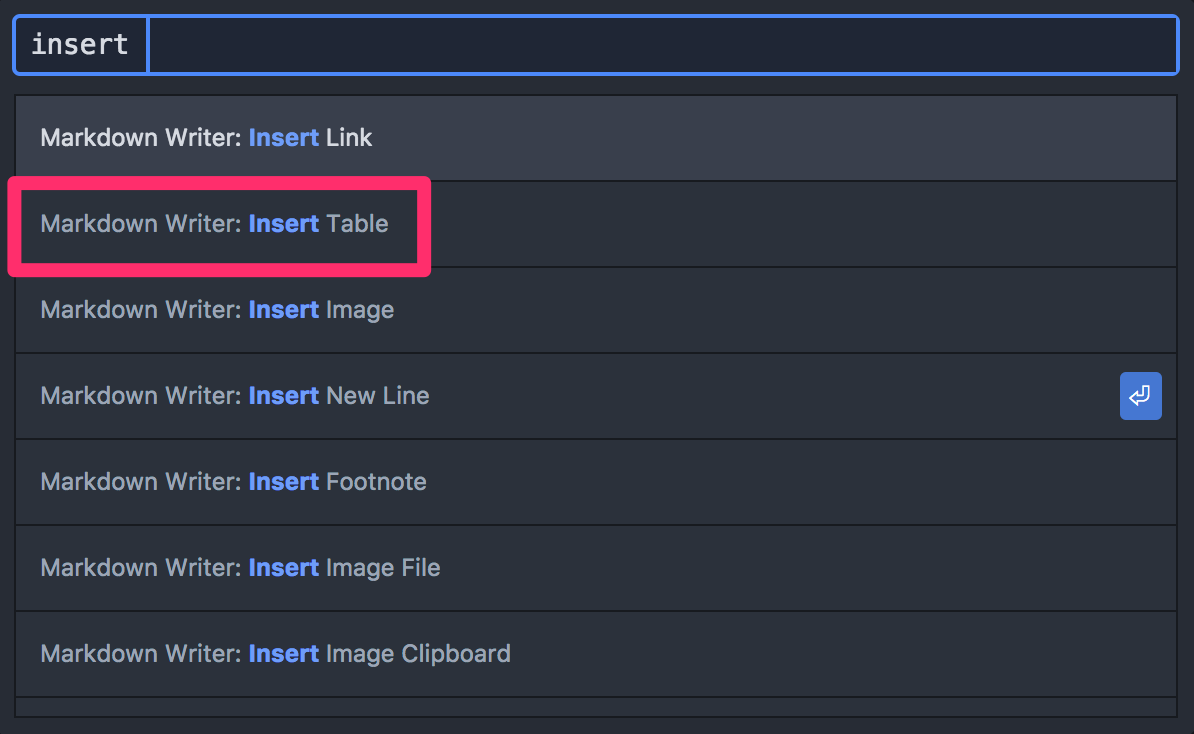 insert
Markdown Writer: Insert Link
Markdown Writer: Insert Table
Markdown Writer: Insert Image
Markdown Writer: Insert New Line
Markdown Writer: Insert Footnote
Markdown Writer: Insert Image File
Markdown Writer: Insert Image Clipboard